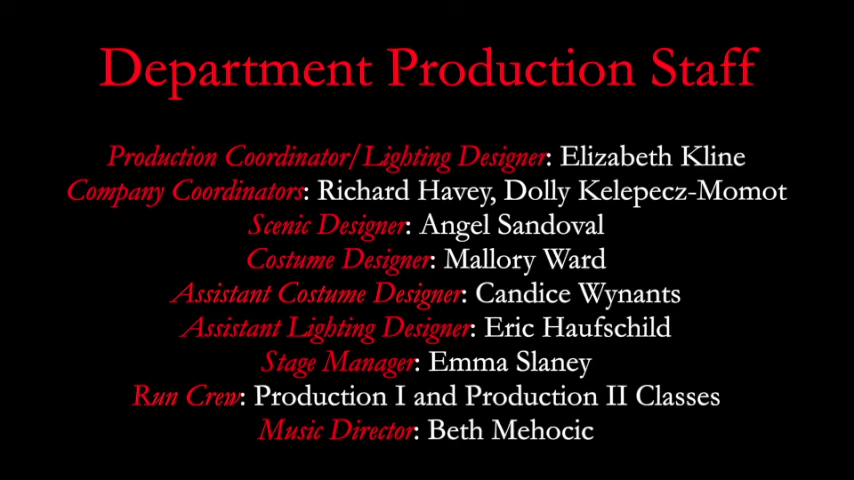 Department Production Staff
Production Coordinator/Lighting Designer: Elizabeth Kline
Company Coordinators: Richard Havey, Dolly Kelepecz-Momot
Scenic Designer: Angel Sandoval
Costume Designer: Mallory Ward
Assistant Costume Designer: Candice Wynants
Assistant Lighting Designer: Eric Haufschild
Stage Manager: Emma Slaney
Run Crew: Production I and Production II Classes
Music Director: Beth Mehocic